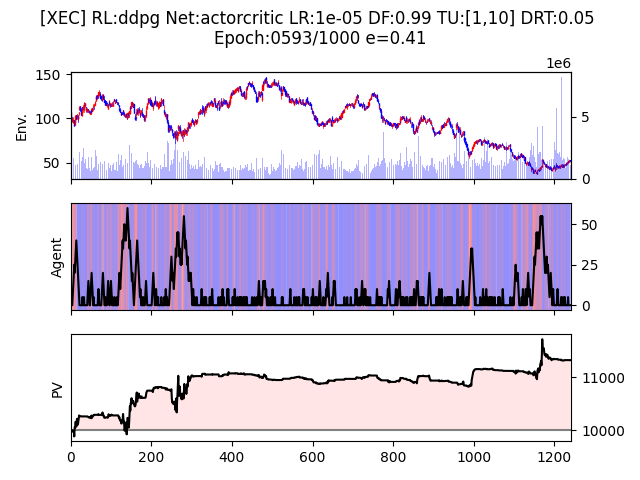 [XEC] RL:ddpg Net:actorcritic LR:1e-05 DF:0.99 TU:[1,10] DRT:0.05
Epoch:0593/1000 e=0.41
1e6
150
100
50
Env.
5
0
Agent
50
25
0
PV
11000
10000
0
200
400
600
800
1000
1200